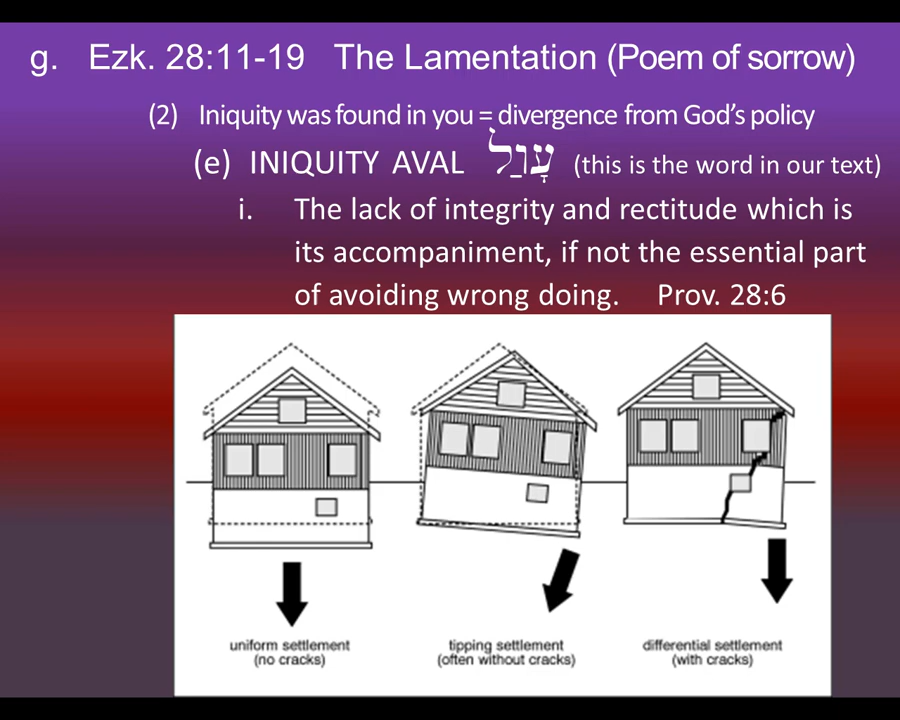 g. Ezk. 28:11-19 The Lamentation (Poem of sorrow)
(2) Iniquity was found in you = divergence from God's policy
(e) INIQUITY AVAL עָוַל (this is the word in our text)
i. The lack of integrity and rectitude which is
its accompaniment, if not the essential part
of avoiding wrong doing. Prov. 28:6
uniform settlement
(no cracks)
tipping settlement
(often without cracks)
differential settlement
(with cracks)